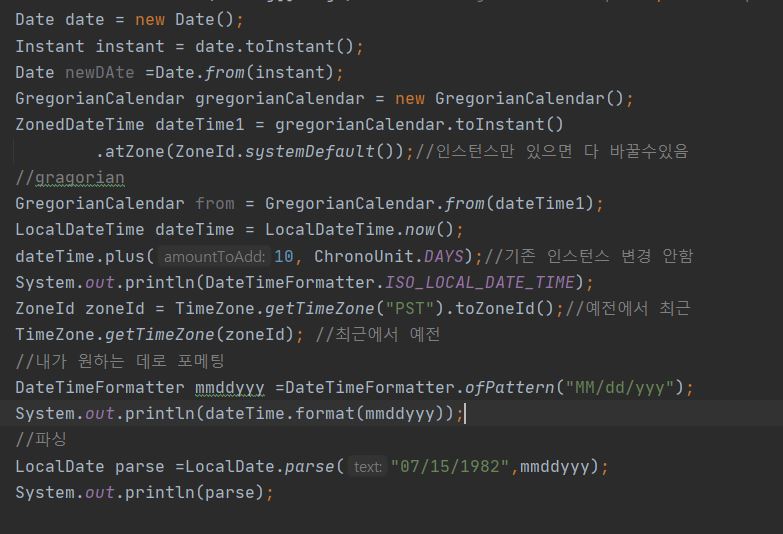 Date date = new Date();
Instant instant = date.toInstant();
Date newDAte =Date.from(instant);
GregorianCalendar gregorianCalendar = new GregorianCalendar();
ZonedDateTime dateTime1 = gregorianCalendar.toInstant()
.atZone(ZoneId.systemDefault());//인스턴스만 있으면 다 바꿀수있음
//gragorian
GregorianCalendar from = GregorianCalendar.from(dateTime1);
LocalDateTime dateTime = LocalDateTime.now();
dateTime.plus( amountToAdd: 10, ChronoUnit.DAYS);//기존 인스턴스 변경 안함
System.out.println(DateTimeFormatter.ISO_LOCAL_DATE_TIME);
ZoneId zoneId = TimeZone.getTimeZone("PST").toZoneId();//예전에서 최근
TimeZone.getTimeZone(zoneId); //최근에서 예전
//내가 원하는 데로 포메팅
DateTimeFormatter mmddyyy =DateTimeFormatter.ofPattern("MM/dd/yyy");
System.out.println(dateTime.format(mmddyyy));
//파싱
LocalDate parse =LocalDate.parse( text: "07/15/1982",mmddyyy);
System.out.println(parse);